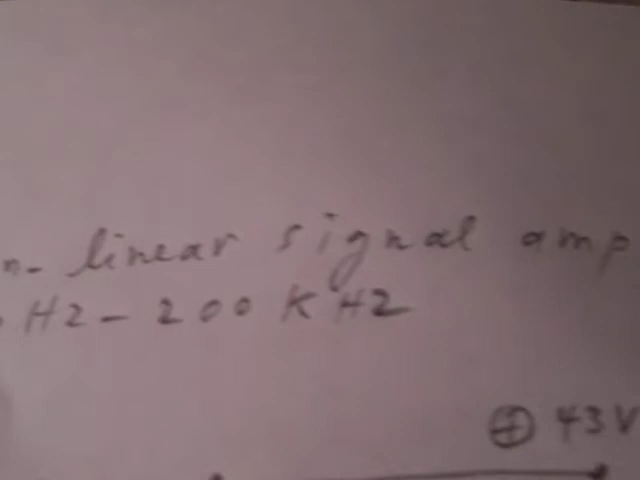 n- linear signal amp
Hz - 200 KHz
⊕ 43V